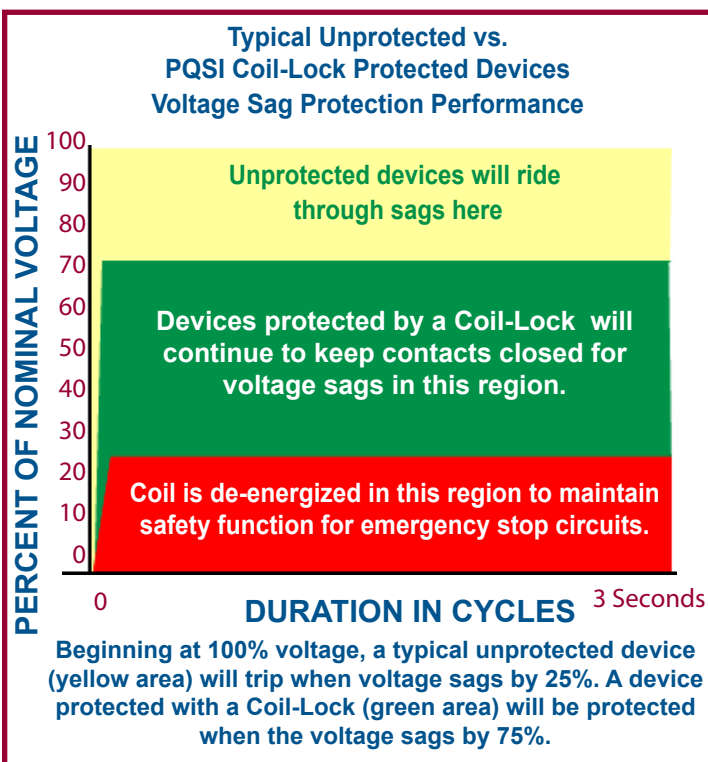 Typical Unprotected vs.
PQSI Coil-Lock Protected Devices
Voltage Sag Protection Performance
PERCENT OF NOMINAL VOLTAGE
100
90
80
70
60
50
40
30
20
10
0
Unprotected devices will ride
through sags here
Devices protected by a Coil-Lock will
continue to keep contacts closed for
voltage sags in this region.
Coil is de-energized in this region to maintain
safety function for emergency stop circuits.
0
DURATION IN CYCLES
3 Seconds
Beginning at 100% voltage, a typical unprotected device
(yellow area) will trip when voltage sags by 25%. A device
protected with a Coil-Lock (green area) will be protected
when the voltage sags by 75%.